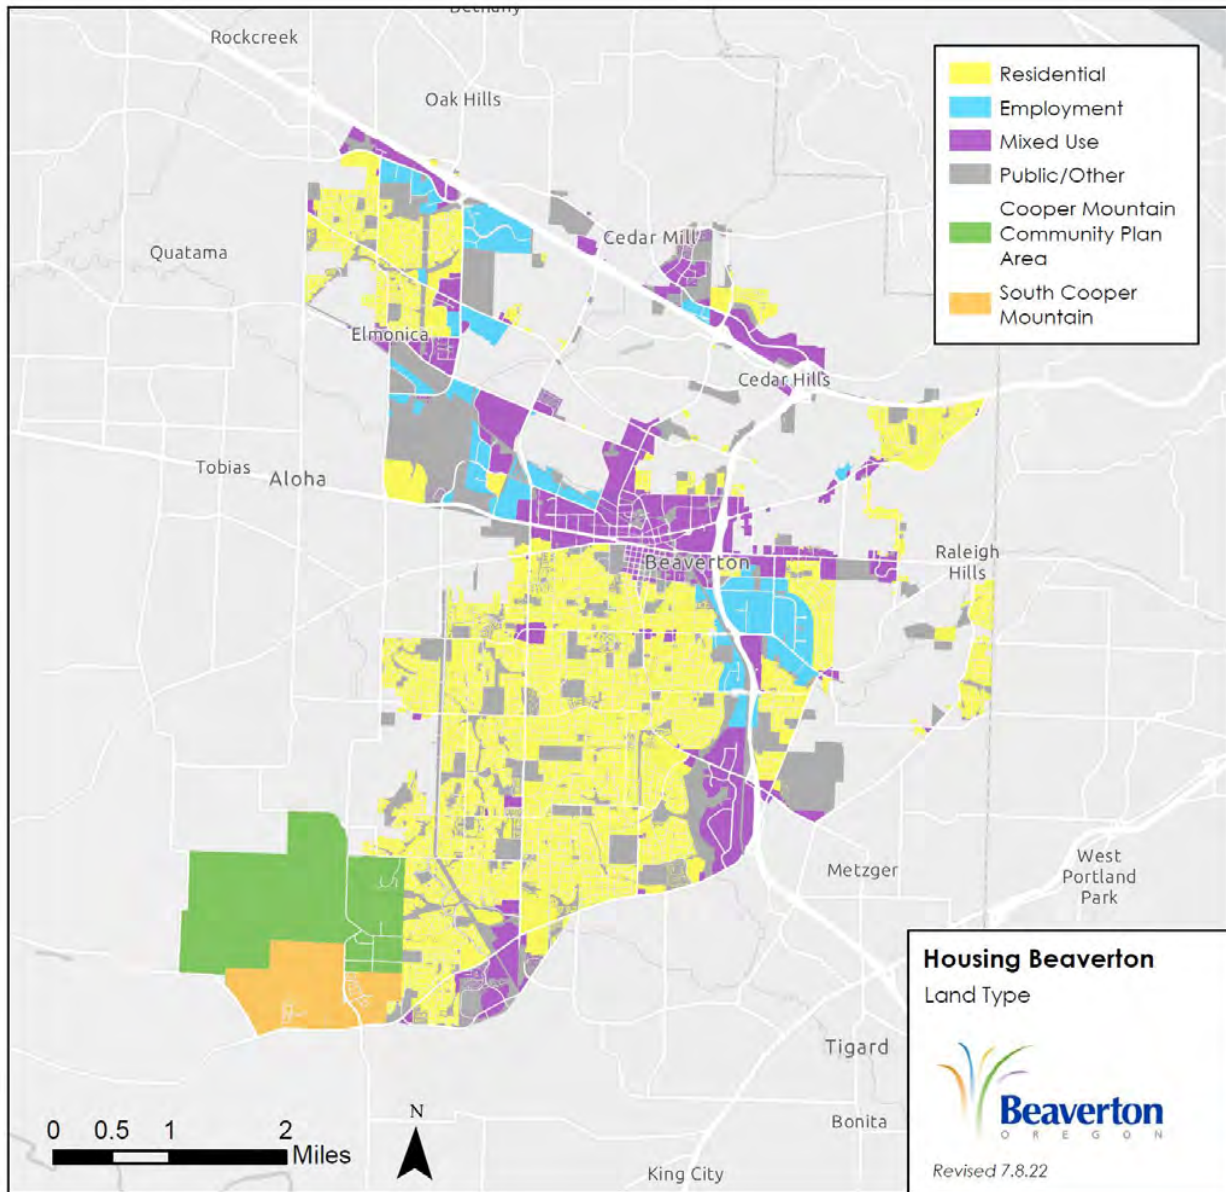 Bethany
Rockcreek
Oak Hills
Residential
Employment
Mixed Use
Public/Other
Cooper Mountain
Community Plan
Area
South Cooper
Mountain
Quatama
Cedar Mill
Elmonica
Cedar Hills
Tobias
Aloha
Beaverton
Raleigh
Hills
Metzger
West
Portland
Park
Housing Beaverton
Land Type
Tigard
Beaverton
OREGON
Bonita
Revised 7.8.22
King City
N
0 0.5 1 2
Miles